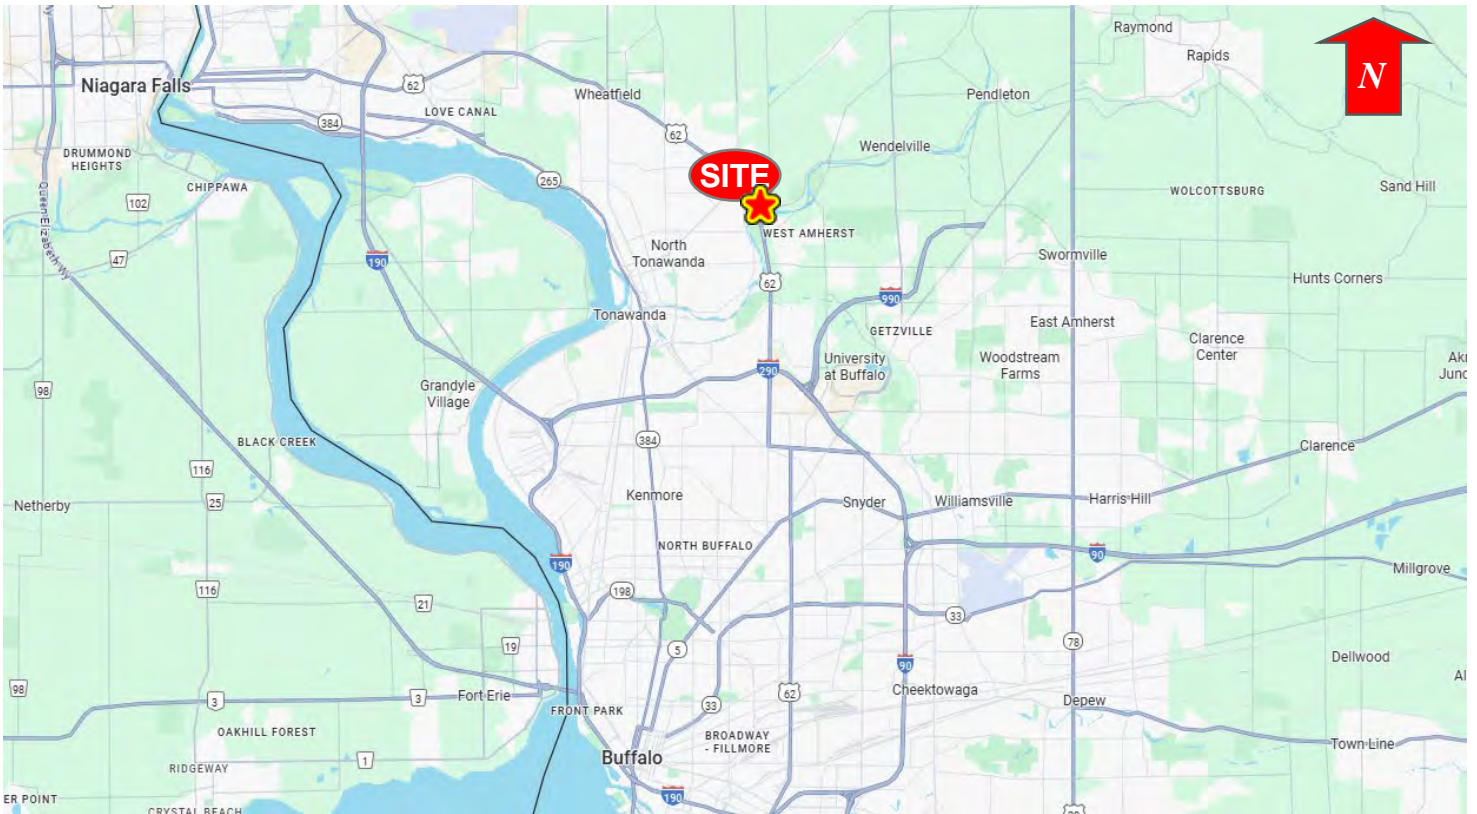 Raymond
Rapids
N
Niagara Falls
62
Wheatfield
Pendleton
LOVE CANAL
384
62
DRUMMOND
HEIGHTS
Wendelville
CHIPPAWA
265
SITE
WOLCOTTSBURG
Sand Hill
102
Queen Elizabeth Wy
WEST AMHERST
47
190
North
Tonawanda
Swormville
62
Hunts Corners
990
Tonawanda
GETZVILLE
East Amherst
Clarence
Center
290
University
at Buffalo
Woodstream
Farms
Grandyle
Village
98
BLACK CREEK
384
Clarence
116
Netherby
25
Kenmore
Snyder
Williamsville
Harris Hill
NORTH BUFFALO
190
90
Millgrove
116
21
198
33
19
5
78
90
Dellwood
98
3
3
Fort Erie
62
Cheektowaga
Depew
33
FRONT PARK
OAKHILL FOREST
BROADWAY
- FILLMORE
Town Line
Buffalo
1
RIDGEWAY
190
ER POINT
CRYSTAL BEACH